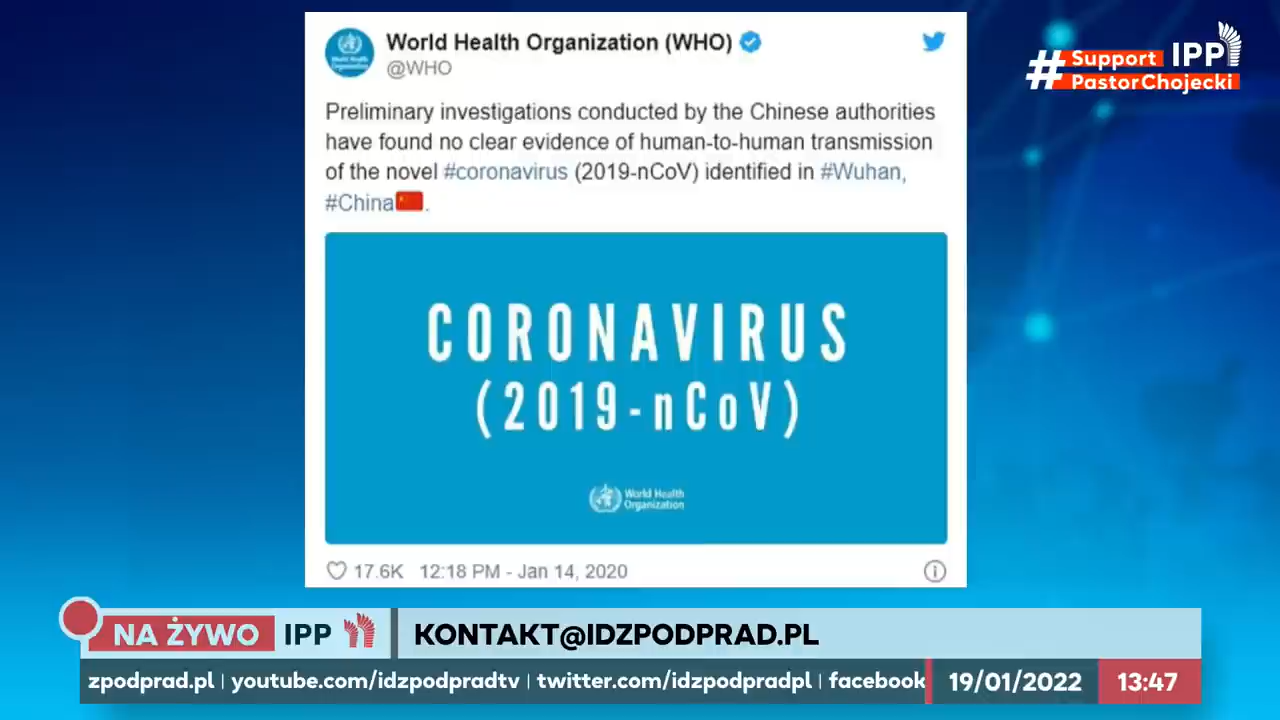 World Health Organization (WHO)
@WHO
Preliminary investigations conducted by the Chinese authorities
have found no clear evidence of human-to-human transmission
of the novel #coronavirus (2019-nCoV) identified in #Wuhan,
#China🇨🇳.
CORONAVIRUS
(2019-nCoV)
World Health
Organization
17.6K 12:18 PM - Jan 14, 2020
#Support
PastorChojecki
IPP
NA ŻYWO IPP KONTAKT@IDZPODPRAD.PL
zpodprad.pl | youtube.com/idzpodpradtv | twitter.com/idzpodpradpl | facebook 19/01/2022 13:47